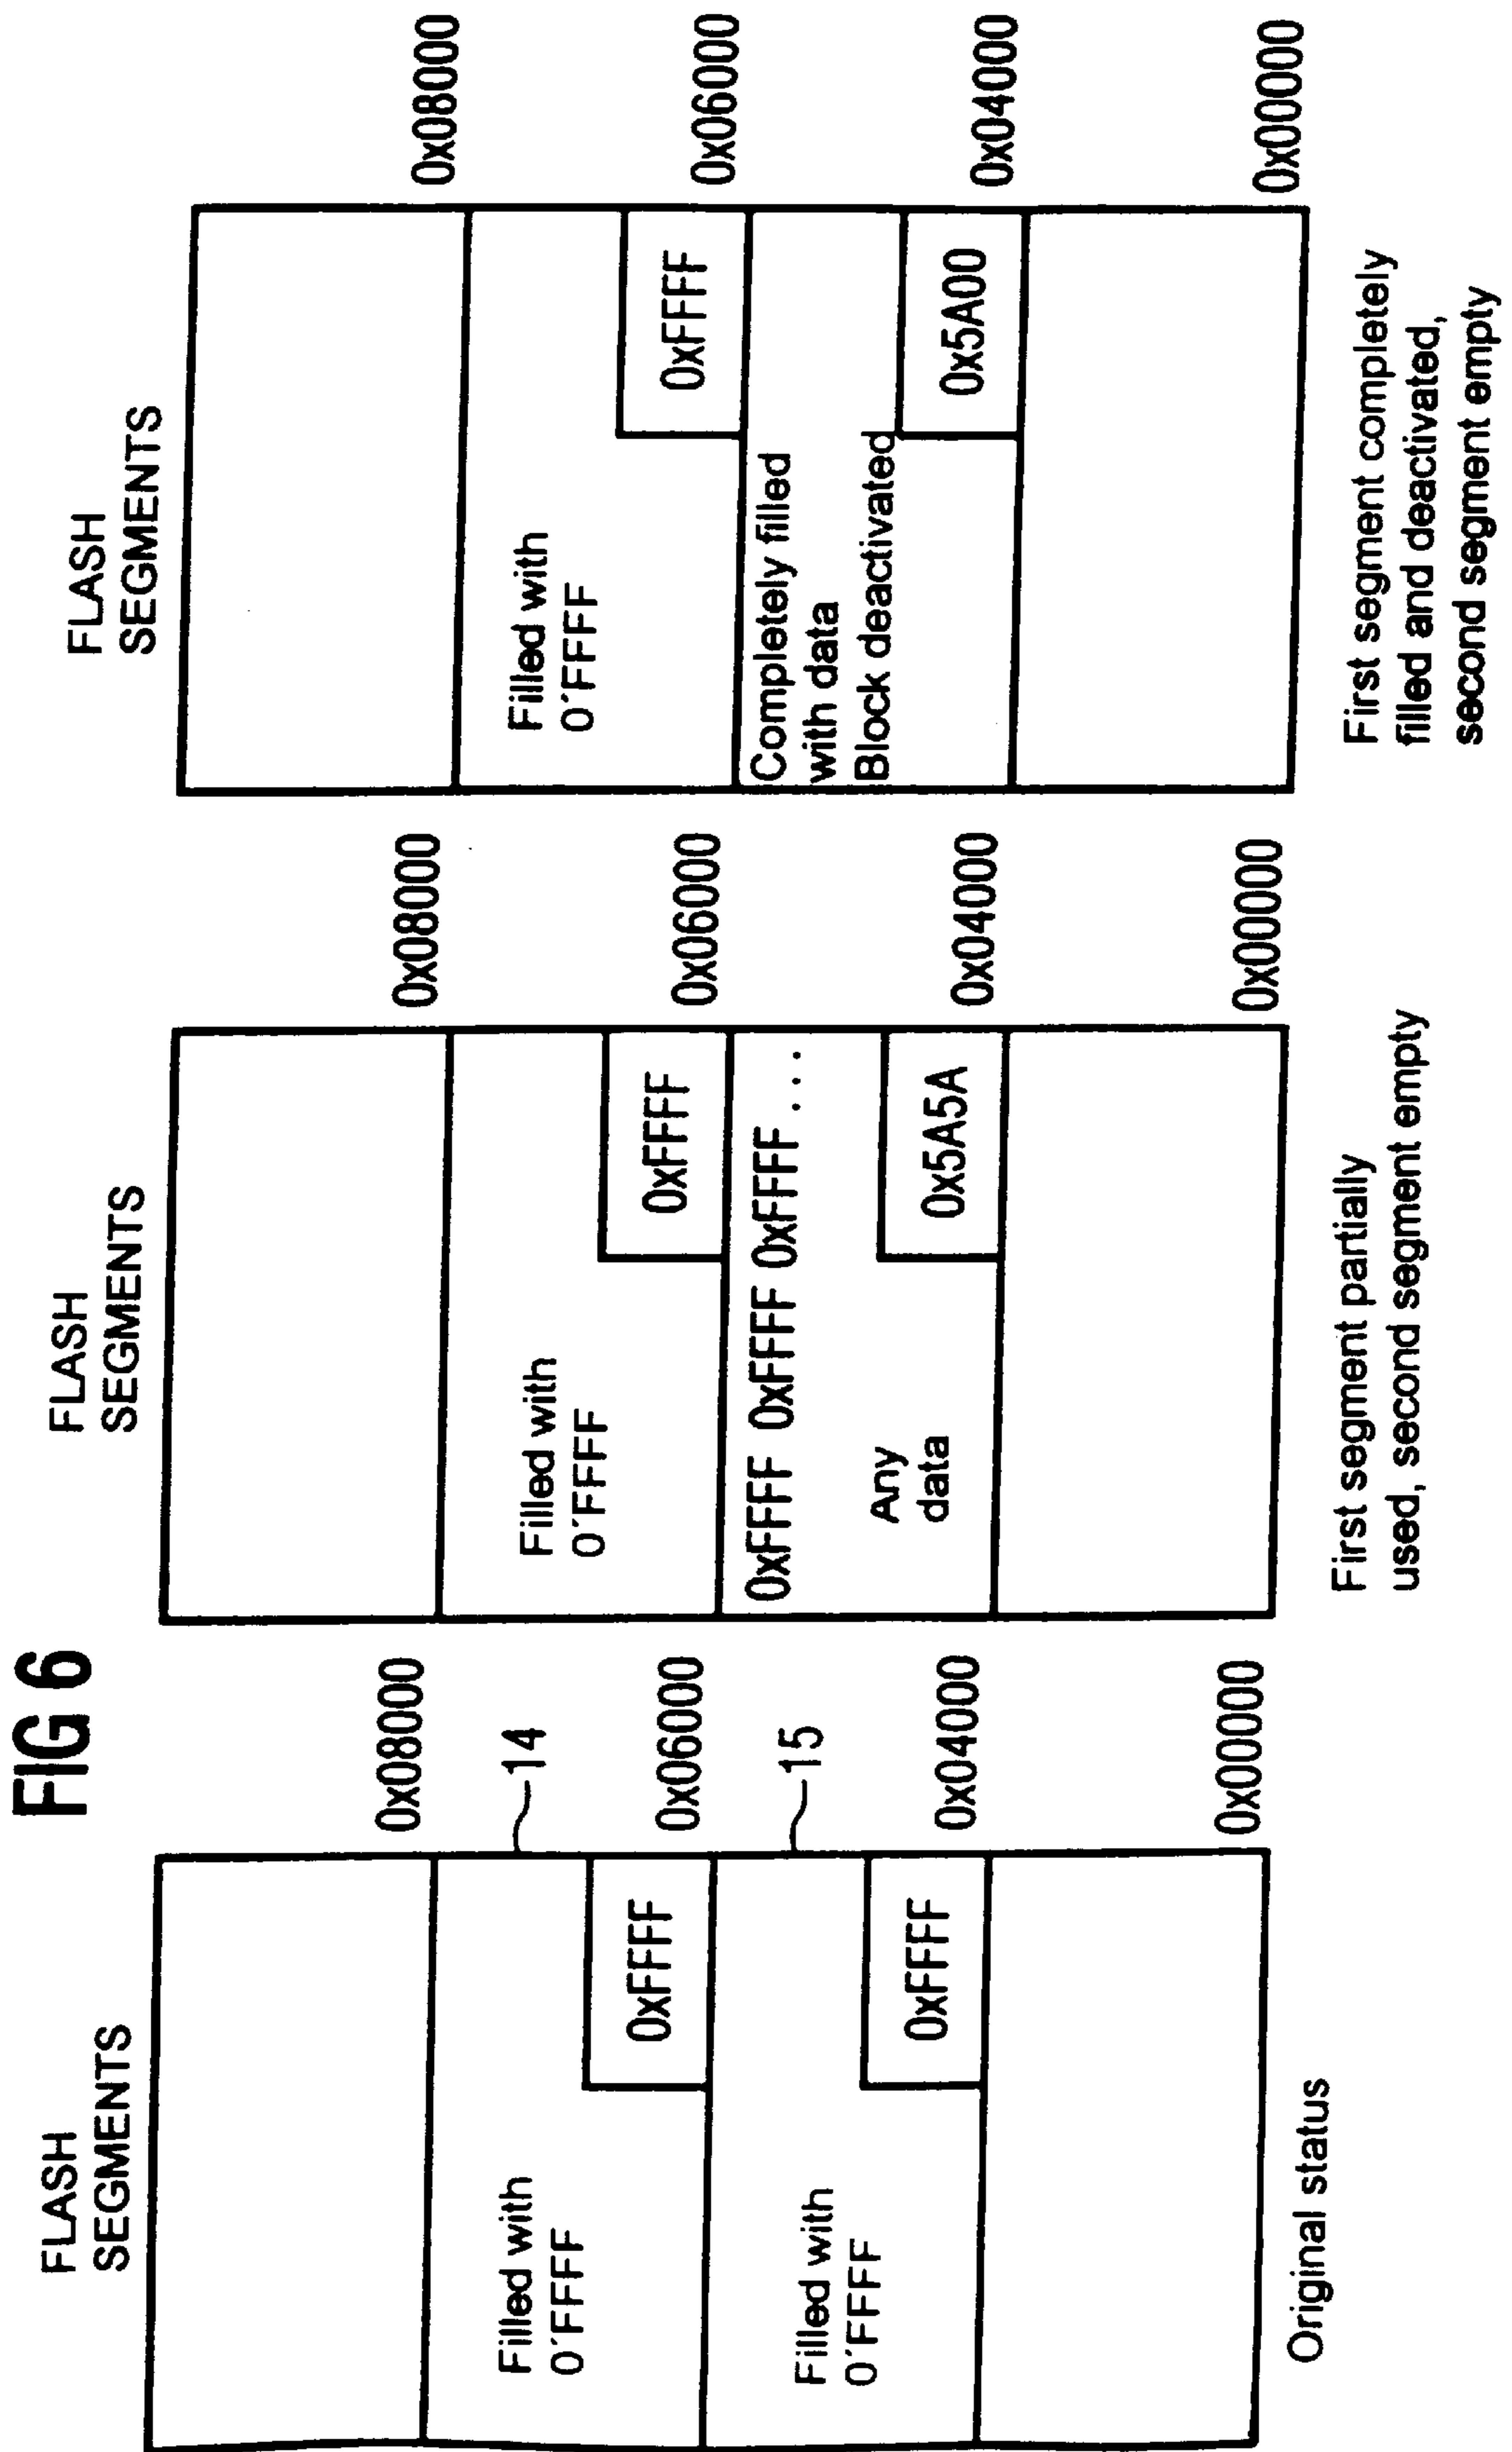 FIG 6
FLASH
SEGMENTS
0x08000
Filled with
0´FFFF
14
0xFFFF
0x06000
Filled with
0´FFFF
15
0xFFFF
0x04000
0x00000
Original status
FLASH
SEGMENTS
0x08000
Filled with
0´FFFF
0xFFFF
0x06000
0xFFFF 0xFFFF 0xFFFF ...
Any
data
0x5A5A
0x04000
0x00000
First segment partially
used, second segment empty
FLASH
SEGMENTS
0x08000
Filled with
0´FFFF
0xFFFF
0x06000
Completely filled
with data
Block deactivated
0x5A00
0x04000
0x00000
First segment completely
filled and deactivated,
second segment empty